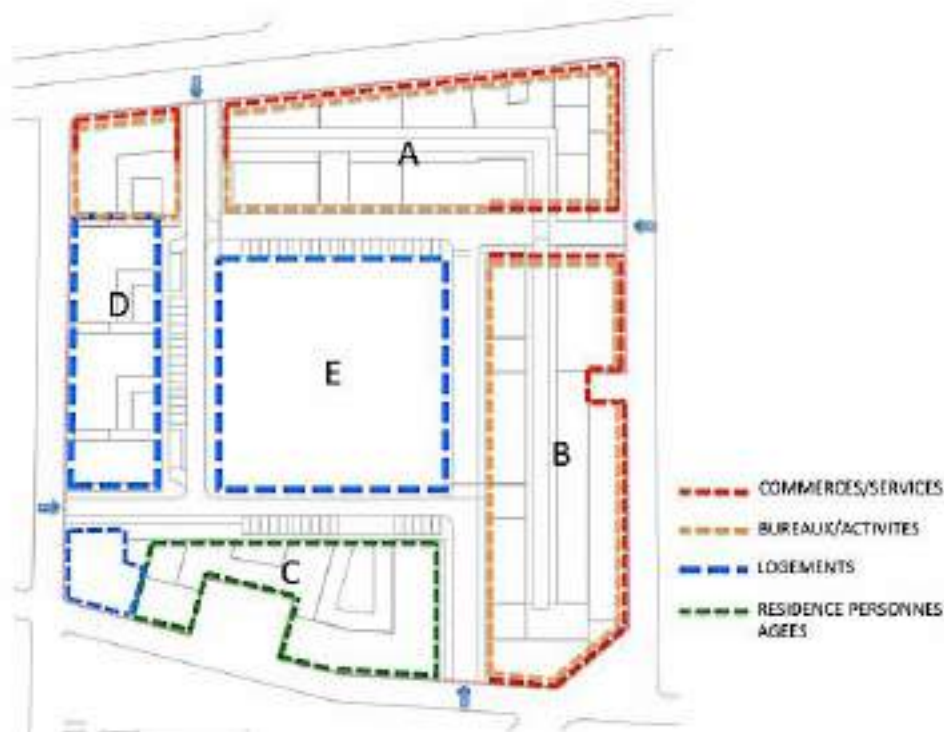 A
D
E
B
C
COMMERCES/SERVICES
BUREAUX/ACTIVITES
LOGEMENTS
RESIDENCE PERSONNES
AGEES